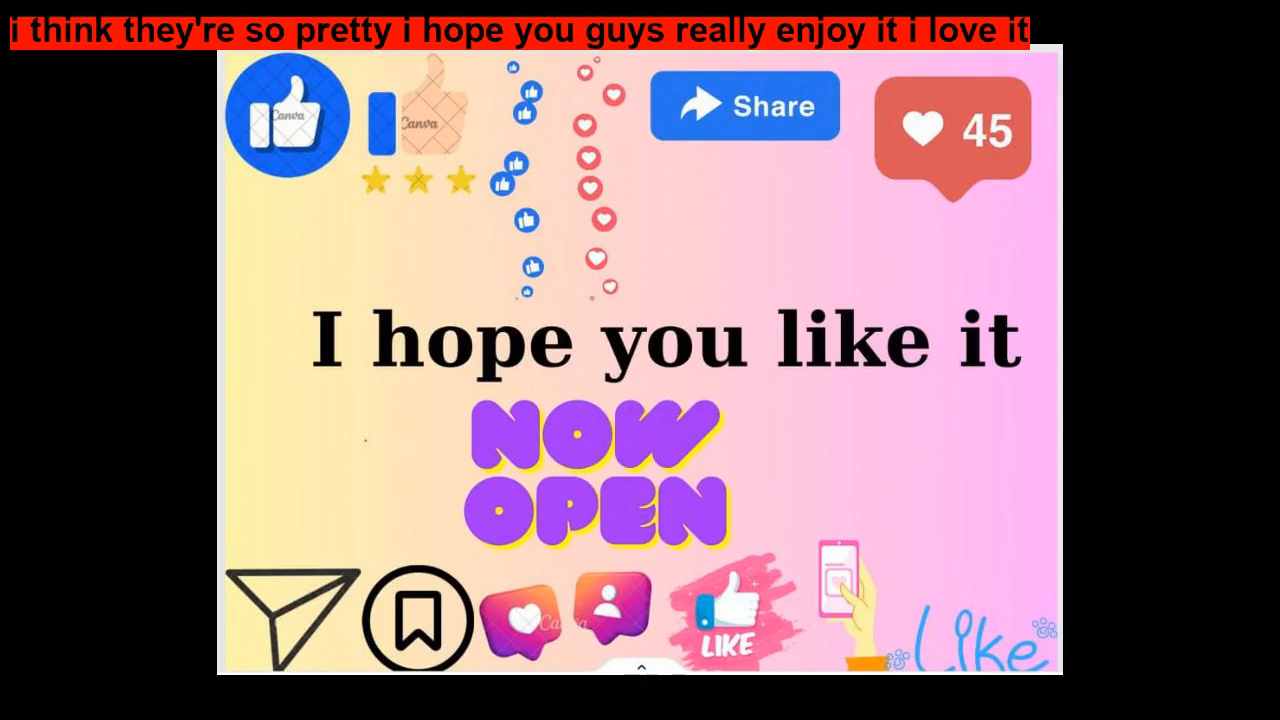 i think they're so pretty i hope you guys really enjoy it i love it
Canva
Canva
Share
45
I hope you like it
NOW
OPEN
Canva
LIKE
Like